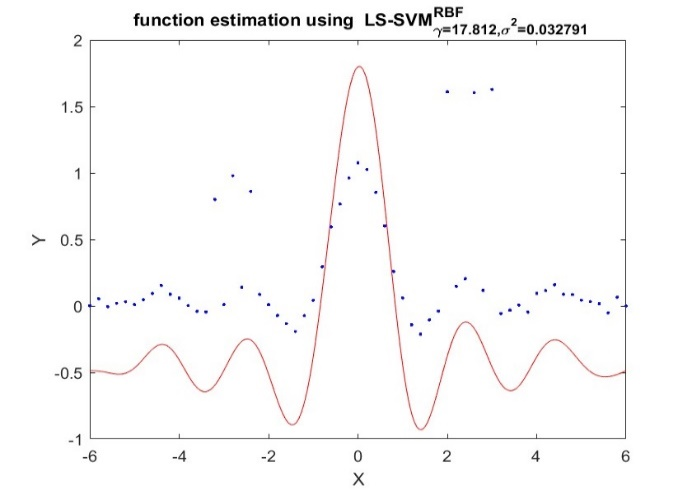 function estimation using LS-SVM^{RBF}_{γ=17.812,σ^2=0.032791}
2
1.5
1
0.5
0
-0.5
-1
Y
-6 -4 -2 0 2 4 6
X